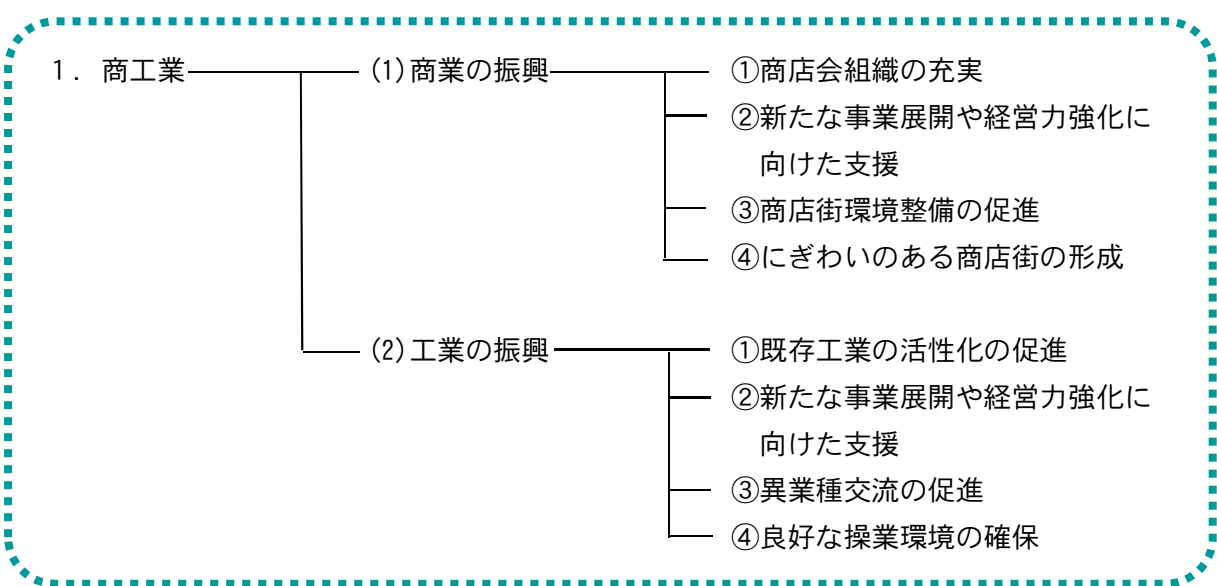 1．商工業
(1)商業の振興
①商店会組織の充実
②新たな事業展開や経営力強化に
向けた支援
③商店街環境整備の促進
④にぎわいのある商店街の形成
(2)工業の振興
①既存工業の活性化の促進
②新たな事業展開や経営力強化に
向けた支援
③異業種交流の促進
④良好な操業環境の確保